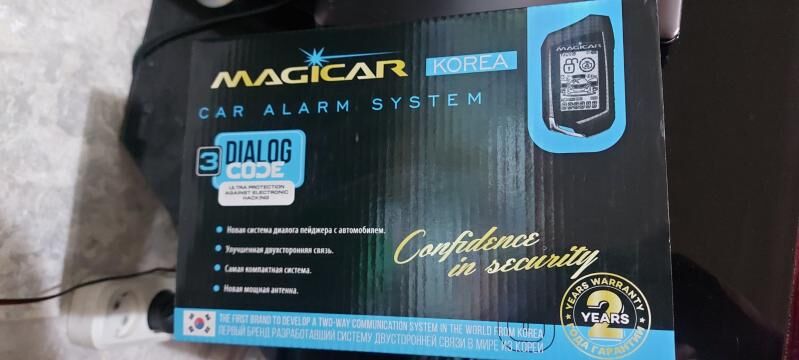 MAGICAR KOREA
CAR ALARM SYSTEM
MAGICAR
3 DIALOG
CODE
ULTRA PROTECTION
AGAINST ELECTRONIC
HACKING
Новая система диалога пейджера с автомобилем.
Улучшенная двухсторонняя связь.
Самая компактная система.
Новая мощная антенна.
Confidence
in security
YEARS WARRANTY
2
YEARS
ГОДА ГАРАНТИИ
THE FIRST BRAND TO DEVELOP A TWO-WAY COMMUNICATION SYSTEM IN THE WORLD FROM KOREA
ПЕРВЫЙ БРЕНД РАЗРАБОТАВШИЙ СИСТЕМУ ДВУСТОРОННЕЙ СВЯЗИ В МИРЕ ИЗ КОРЕИ